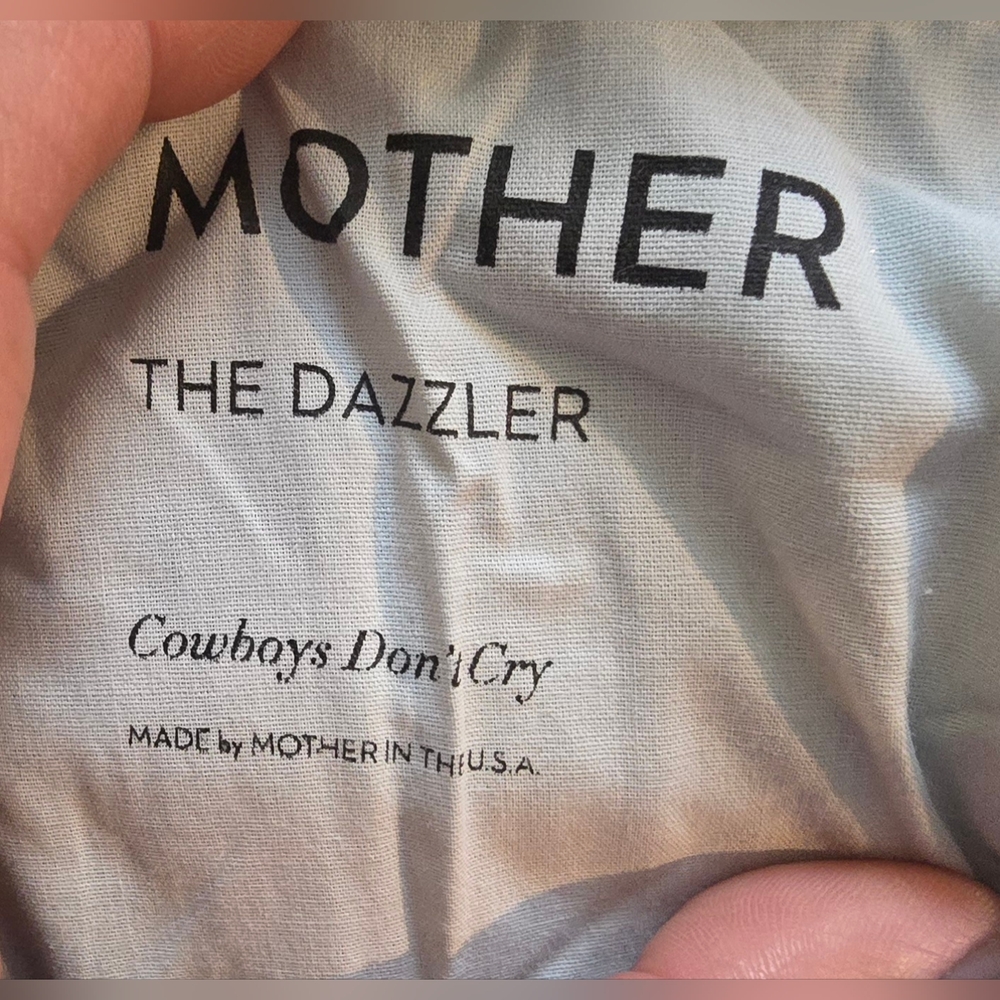 MOTHER
THE DAZZLER
Cowboys Don't Cry
MADE by MOTHER IN THE U.S.A.